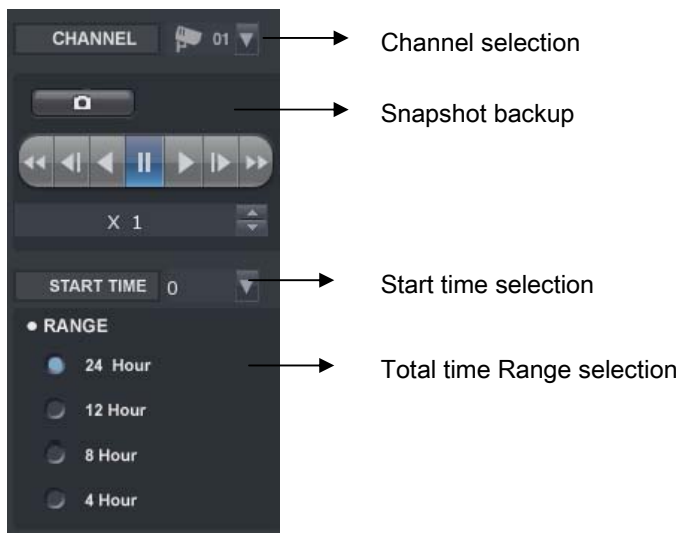 CHANNEL 01 Channel selection
Snapshot backup
X 1
START TIME 0 Start time selection
RANGE
24 Hour Total time Range selection
12 Hour
8 Hour
4 Hour